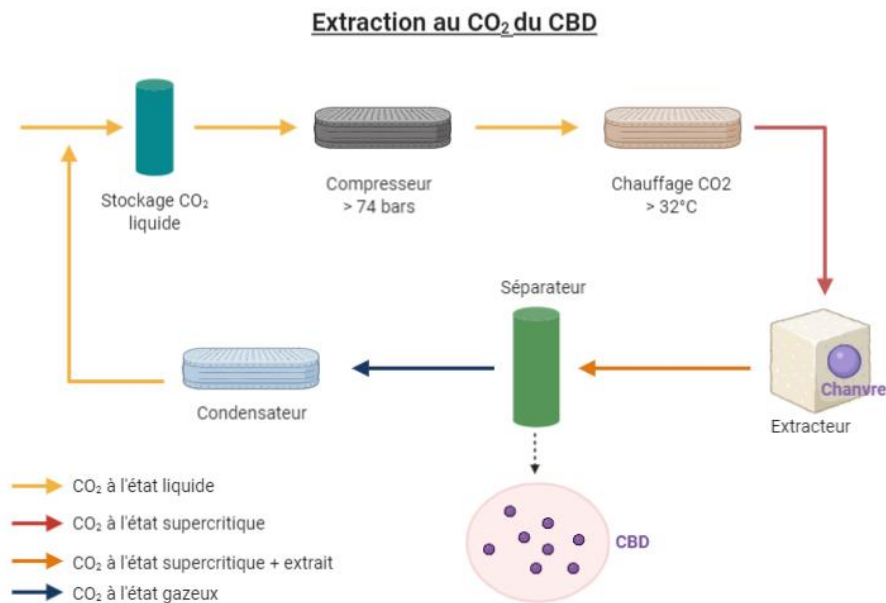 Extraction au CO₂ du CBD
Stockage CO₂
liquide
Compresseur
> 74 bars
Chauffage CO2
> 32°C
Séparateur
Condensateur
Chanvre
Extracteur
CO₂ à l'état liquide
CO₂ à l'état supercritique
CO₂ à l'état supercritique + extrait
CO₂ à l'état gazeux
CBD